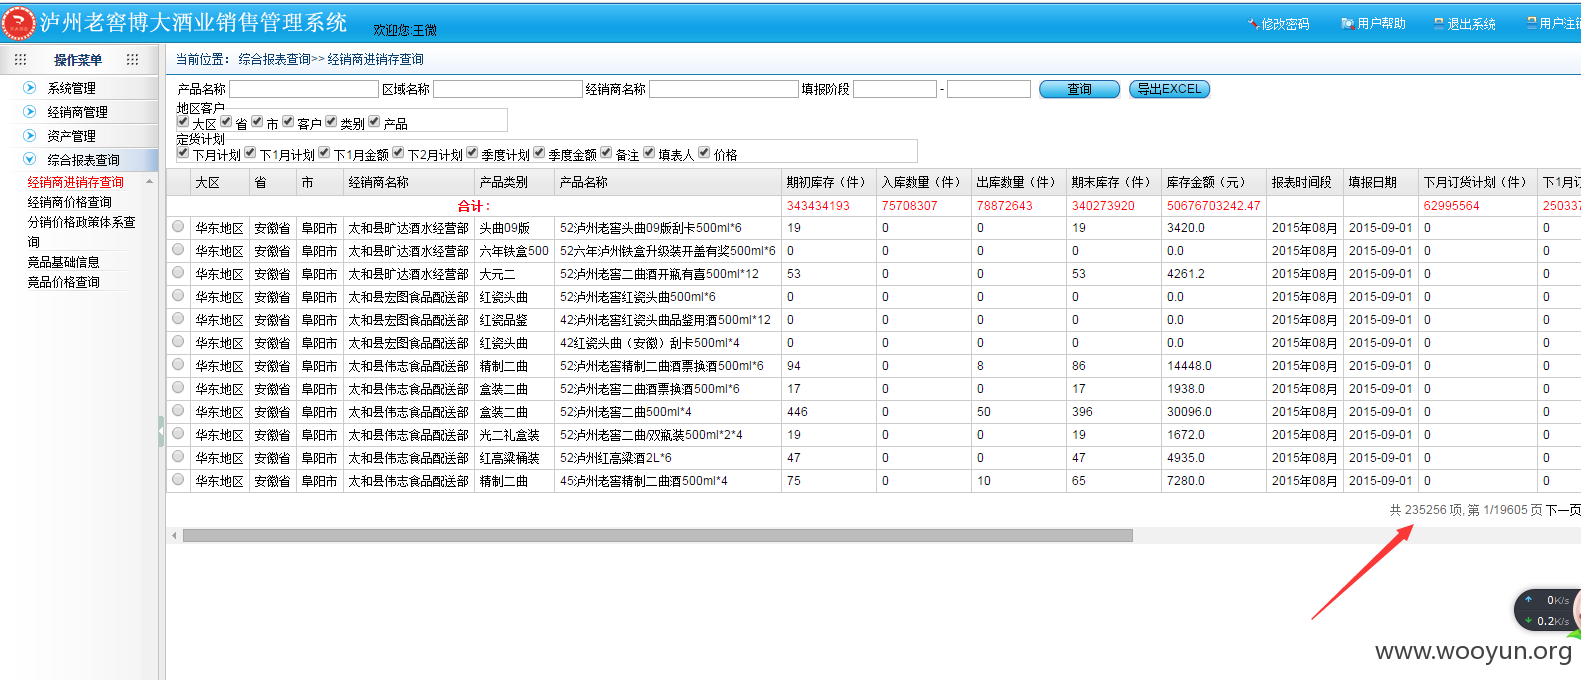 泸州老窖博大酒业销售管理系统 欢迎您:王微 修改密码 用户帮助 退出系统 用户注
操作菜单
系统管理
经销商管理
资产管理
综合报表查询
经销商进销存查询
经销商价格查询
分销价格政策体系查
询
竞品基础信息
竞品价格查询
当前位置： 综合报表查询>> 经销商进销存查询
产品名称 区域名称 经销商名称 填报阶段 - 查询 导出EXCEL
地区客户
大区 省 市 客户 类别 产品
定货计划
下月计划 下1月计划 下1月金额 下2月计划 季度计划 季度金额 备注 填表人 价格
大区 省 市 经销商名称 产品类别 产品名称 期初库存（件） 入库数量（件） 出库数量（件） 期末库存（件） 库存金额（元） 报表时间段 填报日期 下月订货计划（件） 下1月订
合计： 343434193 75708307 78872643 340273920 50676703242.47 62995564 250337
华东地区 安徽省 阜阳市 太和县旷达酒水经营部 头曲09版 52泸州老窖头曲09版刮卡500ml*6 19 0 0 19 3420.0 2015年08月 2015-09-01 0 0
华东地区 安徽省 阜阳市 太和县旷达酒水经营部 六年铁盒500 52六年泸州铁盒升级装开盖有奖500ml*6 0 0 0 0 0.0 2015年08月 2015-09-01 0 0
华东地区 安徽省 阜阳市 太和县旷达酒水经营部 大元二 52泸州老窖二曲酒开瓶有喜500ml*12 53 0 0 53 4261.2 2015年08月 2015-09-01 0 0
华东地区 安徽省 阜阳市 太和县宏图食品配送部 红瓷头曲 52泸州老窖红瓷头曲500ml*6 0 0 0 0 0.0 2015年08月 2015-09-01 0 0
华东地区 安徽省 阜阳市 太和县宏图食品配送部 红瓷品鉴 42泸州老窖红瓷头曲品鉴用酒500ml*12 0 0 0 0 0.0 2015年08月 2015-09-01 0 0
华东地区 安徽省 阜阳市 太和县宏图食品配送部 红瓷头曲 42红瓷头曲（安徽）刮卡500ml*4 0 0 0 0 0.0 2015年08月 2015-09-01 0 0
华东地区 安徽省 阜阳市 太和县伟志食品配送部 精制二曲 52泸州老窖精制二曲酒票换酒500ml*6 94 0 8 86 14448.0 2015年08月 2015-09-01 0 0
华东地区 安徽省 阜阳市 太和县伟志食品配送部 盒装二曲 52泸州老窖二曲酒票换酒500ml*6 17 0 0 17 1938.0 2015年08月 2015-09-01 0 0
华东地区 安徽省 阜阳市 太和县伟志食品配送部 盒装二曲 52泸州老窖二曲500ml*4 446 0 50 396 30096.0 2015年08月 2015-09-01 0 0
华东地区 安徽省 阜阳市 太和县伟志食品配送部 光二礼盒装 52泸州老窖二曲/双瓶装500ml*2*4 19 0 0 19 1672.0 2015年08月 2015-09-01 0 0
华东地区 安徽省 阜阳市 太和县伟志食品配送部 红高粱桶装 52泸州红高粱酒2L*6 47 0 0 47 4935.0 2015年08月 2015-09-01 0 0
华东地区 安徽省 阜阳市 太和县伟志食品配送部 精制二曲 45泸州老窖精制二曲酒500ml*4 75 0 10 65 7280.0 2015年08月 2015-09-01 0 0
共 235256 项, 第 1/19605 页 下一页
0K/s
0.2K/s
www.wooyun.org